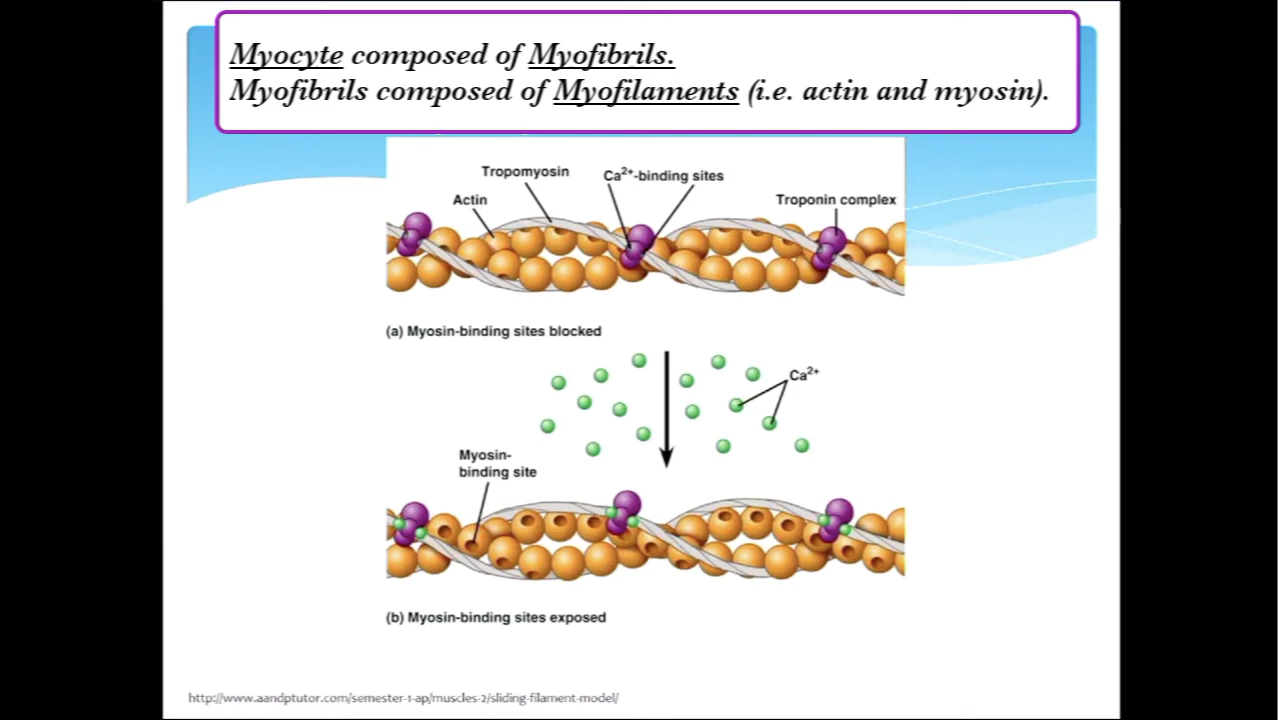 Myocyte composed of Myofibrils.
Myofibrils composed of Myofilaments (i.e. actin and myosin).
Tropomyosin
Ca²⁺-binding sites
Actin
Troponin complex
(a) Myosin-binding sites blocked
Ca²⁺
Myosin-
binding site
(b) Myosin-binding sites exposed
http://www.aandptutor.com/semester-1-ap/muscles-2/sliding-filament-model/